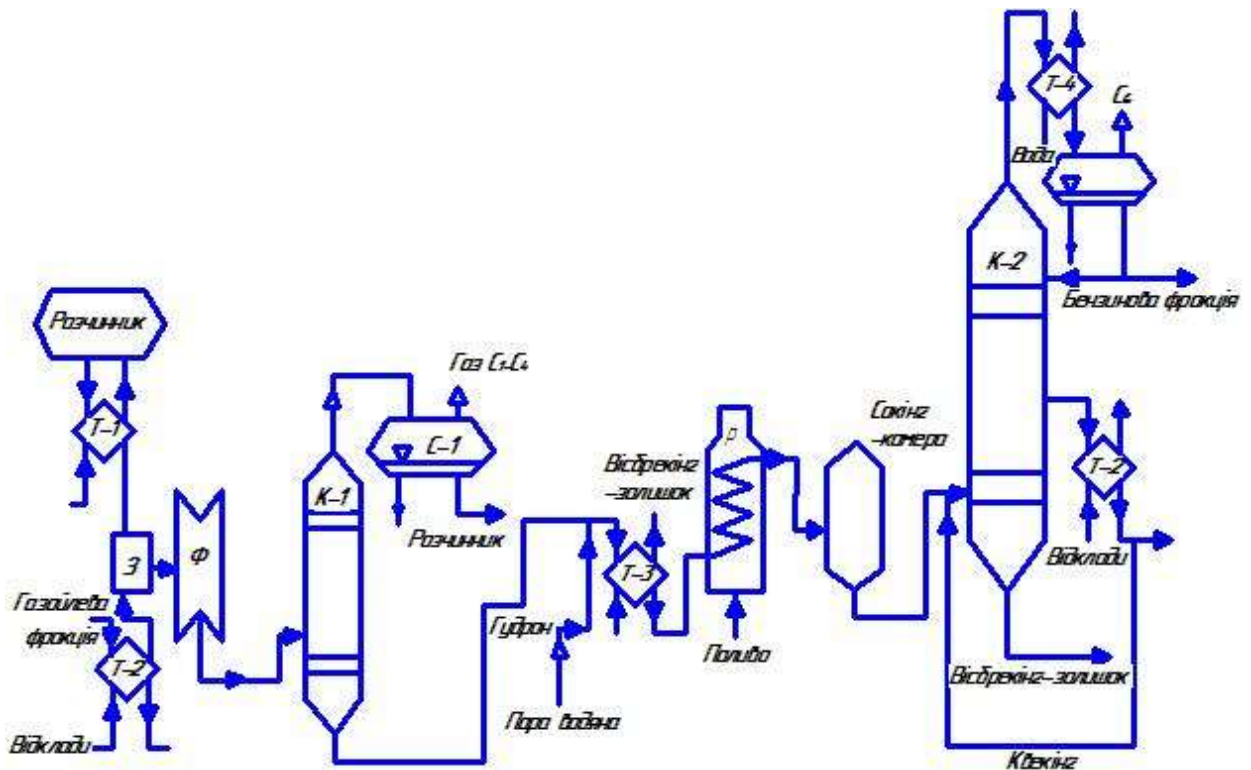 Т-4
С₄
Вода
К-2
Бензинова фракція
Розчинник
Газ С₁-С₄
Т-1
С-1
К-1
Розчинник
Вісбрекінг
-залишок
Р
Сокінг
-камера
Т-2
З
Ф
Т-3
Відклади
Газойлева
фракція
Гудрон
Т-2
Паливо
Вісбрекінг-залишок
Пара водяна
Відклади
Квекінг